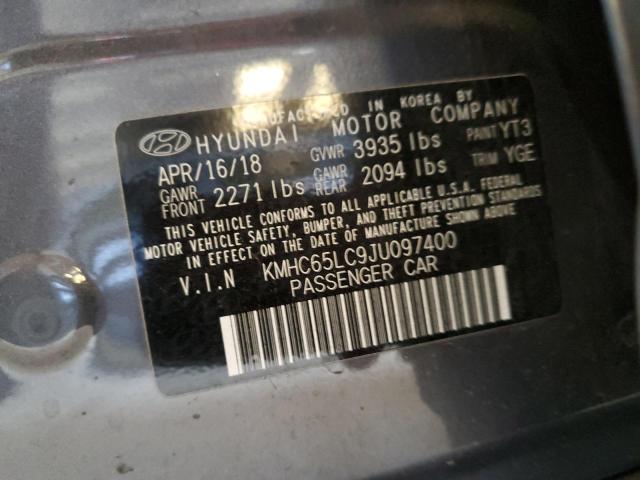 MANUFACTURED IN KOREA BY
HYUNDAI MOTOR COMPANY
APR/16/18 GVWR 3935 lbs PAINT YT3
GAWR FRONT 2271 lbs GAWR REAR 2094 lbs TRIM YGE
THIS VEHICLE CONFORMS TO ALL APPLICABLE U.S.A. FEDERAL
MOTOR VEHICLE SAFETY, BUMPER, AND THEFT PREVENTION STANDARDS
IN EFFECT ON THE DATE OF MANUFACTURE SHOWN ABOVE
V.I.N KMHC65LC9JU097400
PASSENGER CAR